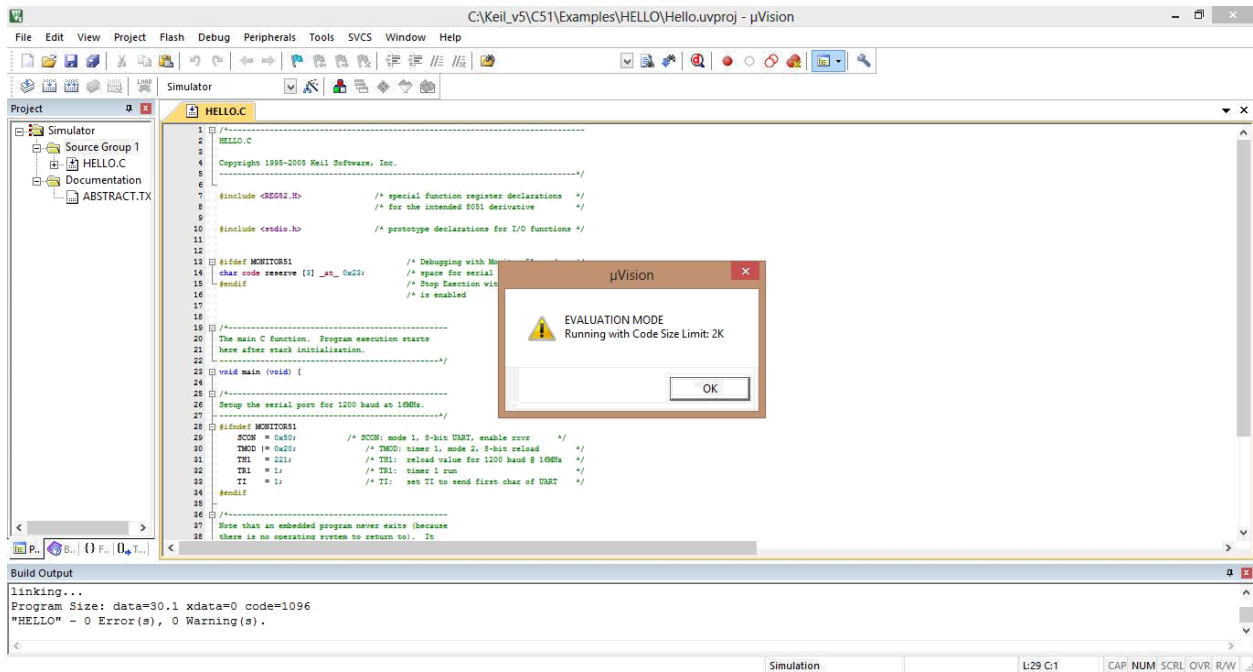 C:\Keil_v5\C51\Examples\HELLO\Hello.uvproj - µVision
File Edit View Project Flash Debug Peripherals Tools SVCS Window Help
Simulator
Project
HELLO.C
Simulator
Source Group 1
HELLO.C
Documentation
ABSTRACT.TX
1 /*------------------------------------------------------------------------------
2 HELLO.C
3
4 Copyright 1995-2005 Keil Software, Inc.
5 ------------------------------------------------------------------------------*/
6
7 #include <REG52.H> /* special function register declarations */
8 /* for the intended 8051 derivative */
9
10 #include <stdio.h> /* prototype declarations for I/O functions */
11
12
13 #ifdef MONITOR51 /* Debugging with
14 char code reserve [3] _at_ 0x23; /* space for serial
15 #endif /* Stop Exection
16 /* is enabled
17
18
19 /*------------------------------------------------
20 The main C function. Program execution starts
21 here after stack initialization.
22 ------------------------------------------------*/
23 void main (void) {
24
25 /*------------------------------------------------
26 Setup the serial port for 1200 baud at 16MHz.
27 ------------------------------------------------*/
28 #ifndef MONITOR51
29 SCON = 0x50; /* SCON: mode 1, 8-bit UART, enable rcvr */
30 TMOD |= 0x20; /* TMOD: timer 1, mode 2, 8-bit reload */
31 TH1 = 221; /* TH1: reload value for 1200 baud @ 16MHz */
32 TR1 = 1; /* TR1: timer 1 run */
33 TI = 1; /* TI: set TI to send first char of UART */
34 #endif
35
36 /*------------------------------------------------
37 Note that an embedded program never exits (because
38 there is no operating system to return to). It
µVision
EVALUATION MODE
Running with Code Size Limit: 2K
OK
P.. B.. {} F.. 0 T...
Build Output
linking...
Program Size: data=30.1 xdata=0 code=1096
"HELLO" - 0 Error(s), 0 Warning(s).
Simulation L:29 C:1 CAP NUM SCRL OVR R/W